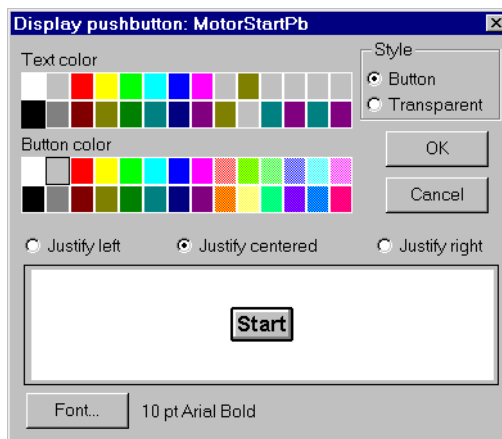 Display pushbutton: MotorStartPb
Text color
Style
Button
Transparent
Button color
OK
Cancel
Justify left
Justify centered
Justify right
Start
Font...
10 pt Arial Bold